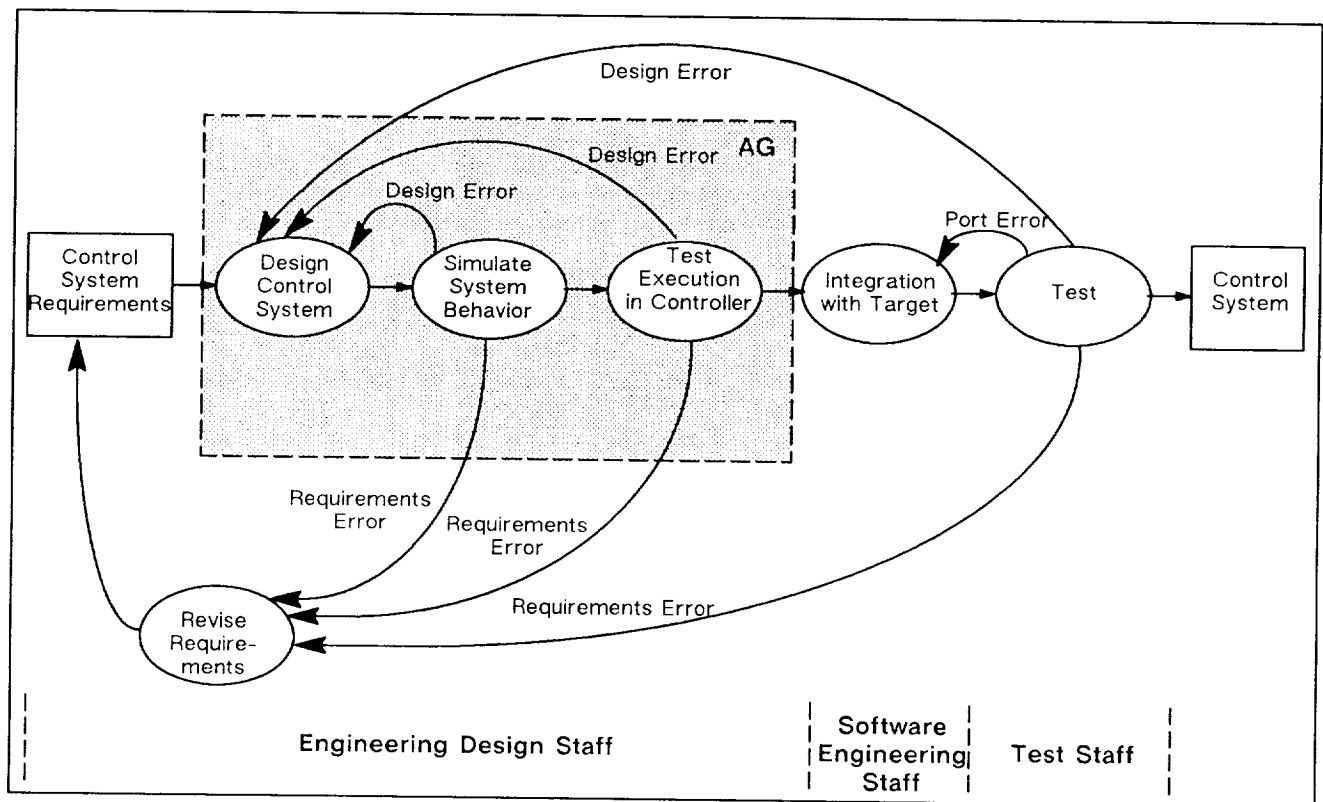 Design Error
AG
Design Error
Design Error
Port Error
Control
System
Requirements
Design
Control
System
Simulate
System
Behavior
Test
Execution
in Controller
Integration
with Target
Test
Control
System
Requirements
Error
Requirements
Error
Requirements Error
Revise
Require-
ments
Engineering Design Staff
Software
Engineering
Staff
Test Staff